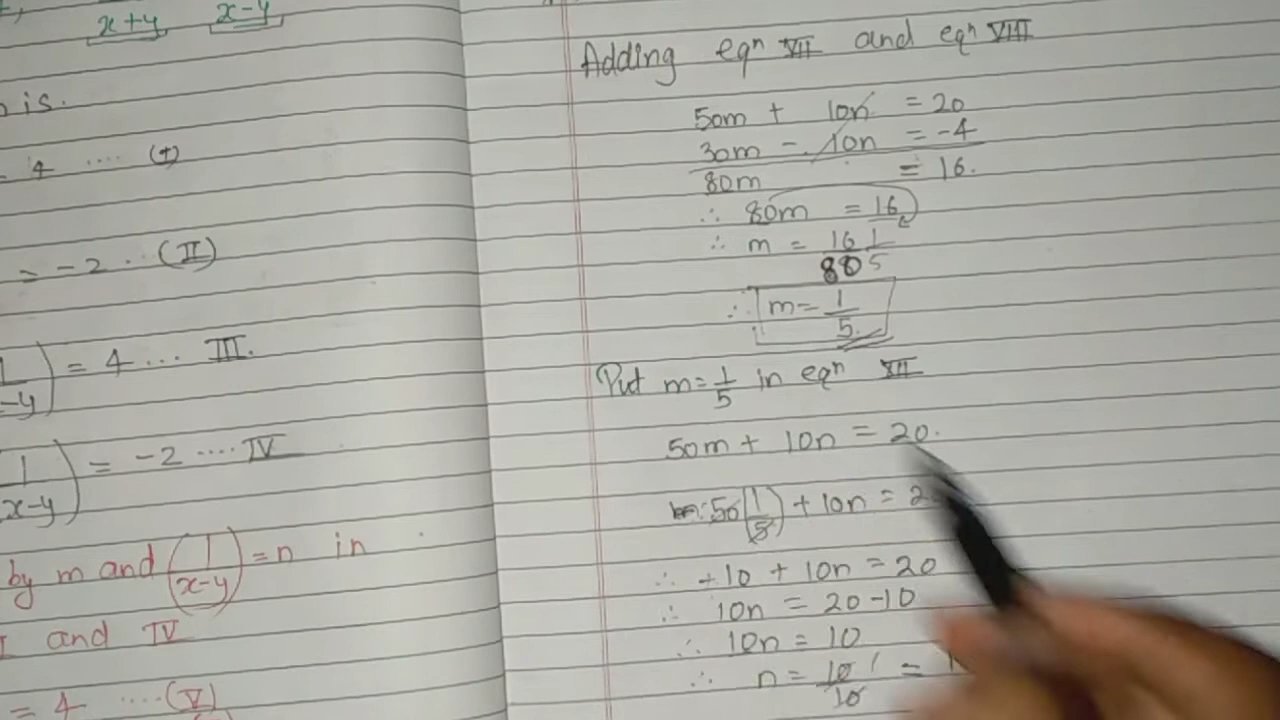 x+y x-y
is.
4 .... (I)
= -2 .. (II)
1
-y) = 4 ... III.
1
x-y) = -2 .... IV
by m and (1/(x-y)) = n in
and IV
= 4 ....(V)
Adding eqⁿ VII and eqⁿ VIII
50m + 10n = 20
30m - 10n = -4
80m = 16.
∴ 80m = 16
∴ m = 16 1
80 5
∴ m = 1/5
Put m = 1/5 in eqⁿ VII
50m + 10n = 20.
50(1/5) + 10n = 2
∴ +10 + 10n = 20
∴ 10n = 20-10
∴ 10n = 10
∴ n = 10/10 = 1